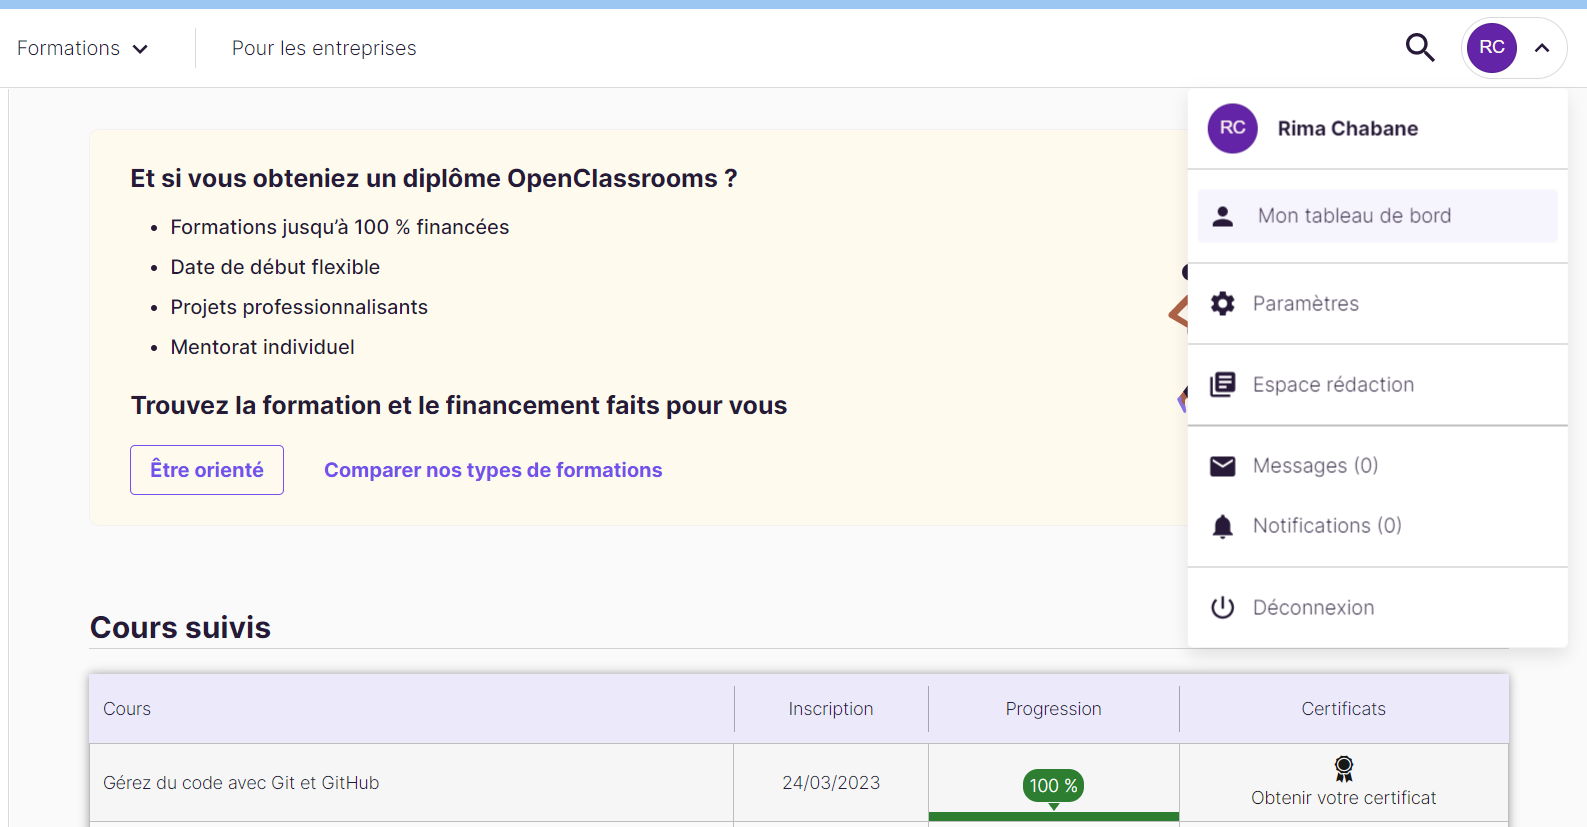 Formations
Pour les entreprises
RC
RC
Rima Chabane
Mon tableau de bord
Paramètres
Espace rédaction
Messages (0)
Notifications (0)
Déconnexion
Et si vous obteniez un diplôme OpenClassrooms ?
• Formations jusqu’à 100 % financées
• Date de début flexible
• Projets professionnalisants
• Mentorat individuel
Trouvez la formation et le financement faits pour vous
Être orienté
Comparer nos types de formations
Cours suivis
Cours
Inscription
Progression
Certificats
Gérez du code avec Git et GitHub
24/03/2023
100 %
Obtenir votre certificat